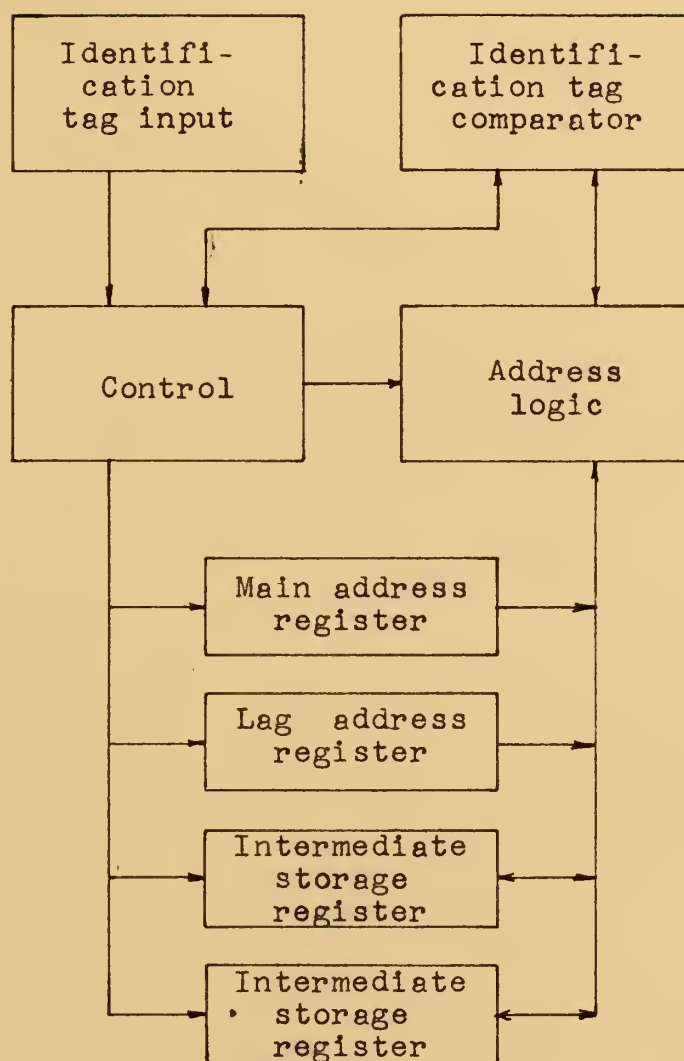 Identifi-
cation
tag input
Identifi-
cation tag
comparator
Control
Address
logic
Main address
register
Lag address
register
Intermediate
storage
register
Intermediate
storage
register